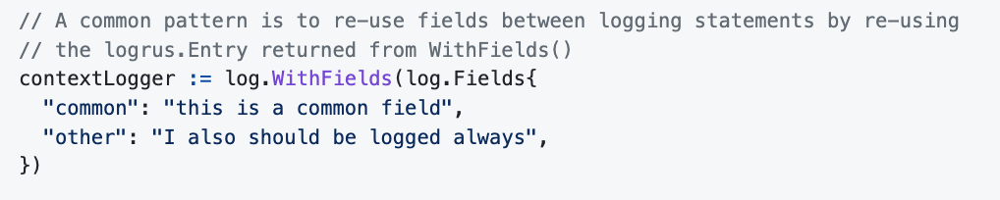 // A common pattern is to re-use fields between logging statements by re-using
// the logrus.Entry returned from WithFields()
contextLogger := log.WithFields(log.Fields{
  "common": "this is a common field",
  "other": "I also should be logged always",
})